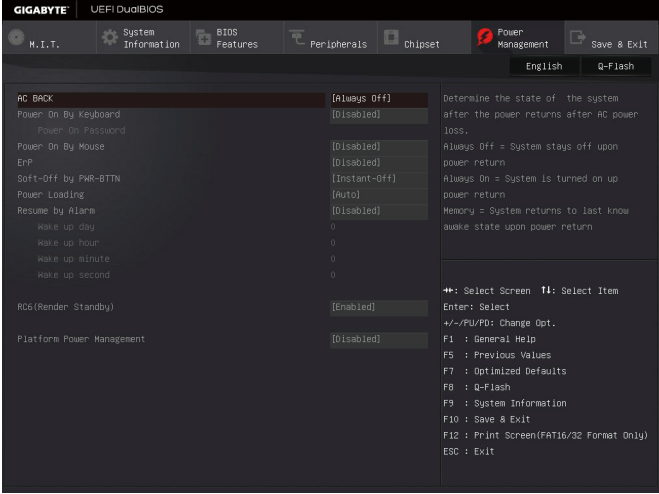 GIGABYTE™ UEFI DualBIOS
M.I.T. System Information BIOS Features Peripherals Chipset Power Management Save & Exit
English Q-Flash
AC BACK [Always Off]
Power On By Keyboard [Disabled]
Power On Password
Power On By Mouse [Disabled]
ErP [Disabled]
Soft-Off by PWR-BTTN [Instant-Off]
Power Loading [Auto]
Resume by Alarm [Disabled]
Wake up day 0
Wake up hour 0
Wake up minute 0
Wake up second 0
RC6(Render Standby) [Enabled]
Platform Power Management [Disabled]
Determine the state of the system
after the power returns after AC power
loss.
Always Off = System stays off upon
power return
Always On = System is turned on up
power return
Memory = System returns to last know
awake state upon power return
→←: Select Screen ↑↓: Select Item
Enter: Select
+/-/PU/PD: Change Opt.
F1 : General Help
F5 : Previous Values
F7 : Optimized Defaults
F8 : Q-Flash
F9 : System Information
F10 : Save & Exit
F12 : Print Screen(FAT16/32 Format Only)
ESC : Exit